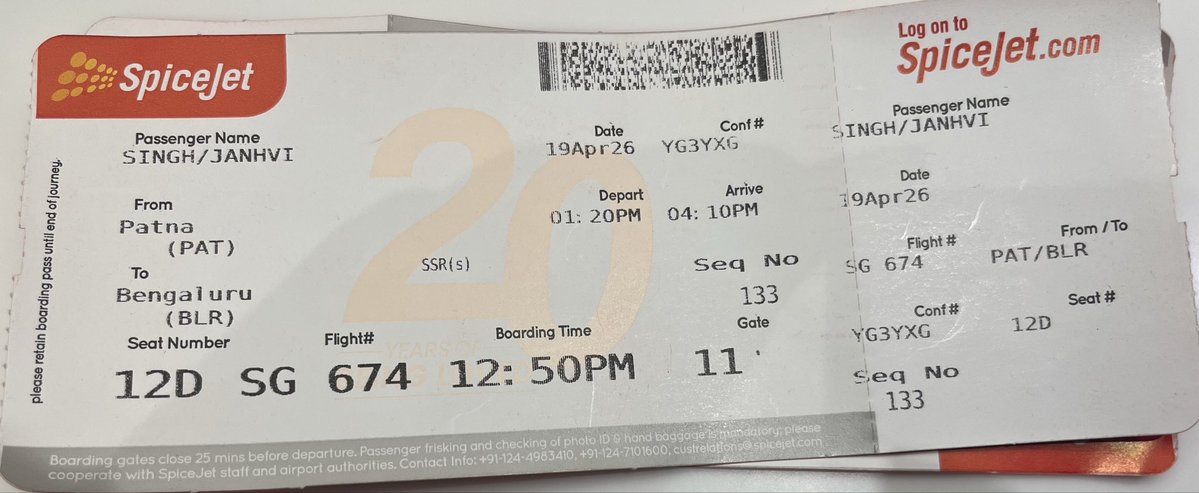 SpiceJet
Log on to
SpiceJet.com
Passenger Name
SINGH/JANHVI
Date
19Apr26
Conf #
YG3YXG
From
Patna
(PAT)
Depart
01: 20PM
Arrive
04: 10PM
To
Bengaluru
(BLR)
SSR(s)
Seq No
133
Seat Number
12D
Flight#
SG 674
Boarding Time
12: 50PM
Gate
11
20
YEARS
please retain boarding pass until end of journey.
Boarding gates close 25 mins before departure. Passenger frisking and checking of photo ID & hand baggage is mandatory; please
cooperate with SpiceJet staff and airport authorities. Contact Info: +91-124-4983410, +91-124-7101600, custrelations@spicejet.com
Passenger Name
SINGH/JANHVI
Date
19Apr26
Flight #
SG 674
From / To
PAT/BLR
Conf #
YG3YXG
Seat #
12D
Seq No
133